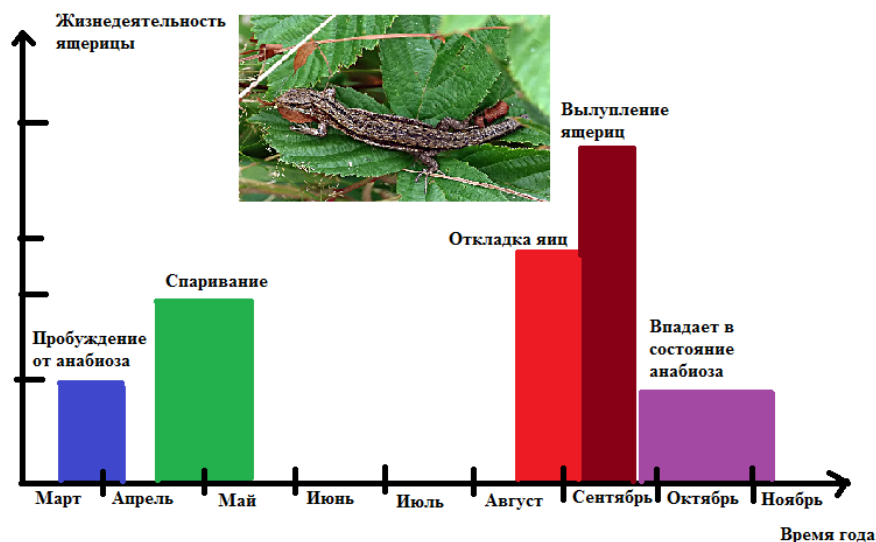 Жизнедеятельность
ящерицы
Вылупление
ящериц
Откладка яиц
Спаривание
Пробуждение
от анабиоза
Впадает в
состояние
анабиоза
Март
Апрель
Май
Июнь
Июль
Август
Сентябрь
Октябрь
Ноябрь
Время года